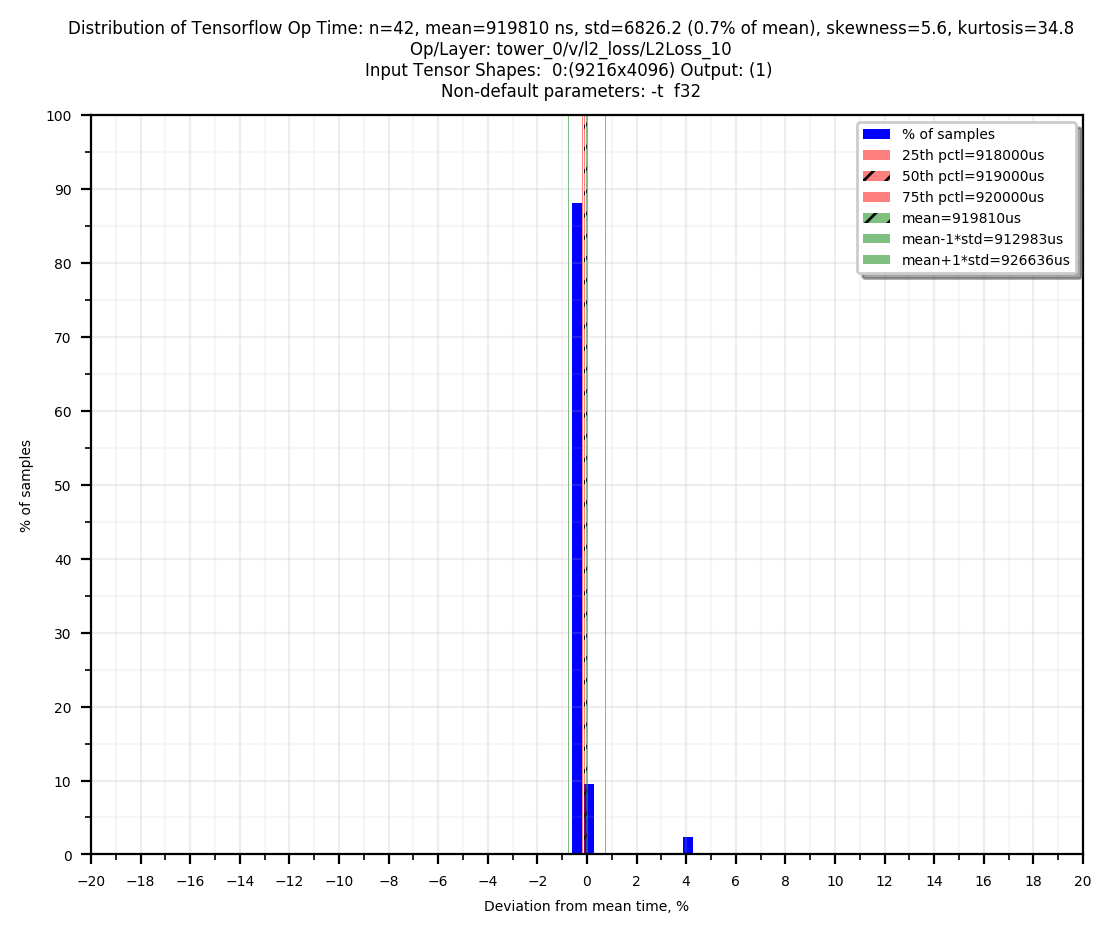 Distribution of Tensorflow Op Time: n=42, mean=919810 ns, std=6826.2 (0.7% of mean), skewness=5.6, kurtosis=34.8
Op/Layer: tower_0/v/l2_loss/L2Loss_10
Input Tensor Shapes:  0:(9216x4096) Output: (1)
Non-default parameters: -t  f32
% of samples
25th pctl=918000us
50th pctl=919000us
75th pctl=920000us
mean=919810us
mean-1*std=912983us
mean+1*std=926636us
100
90
80
70
60
50
40
30
20
10
0
% of samples
−20 −18 −16 −14 −12 −10 −8 −6 −4 −2 0 2 4 6 8 10 12 14 16 18 20
Deviation from mean time, %